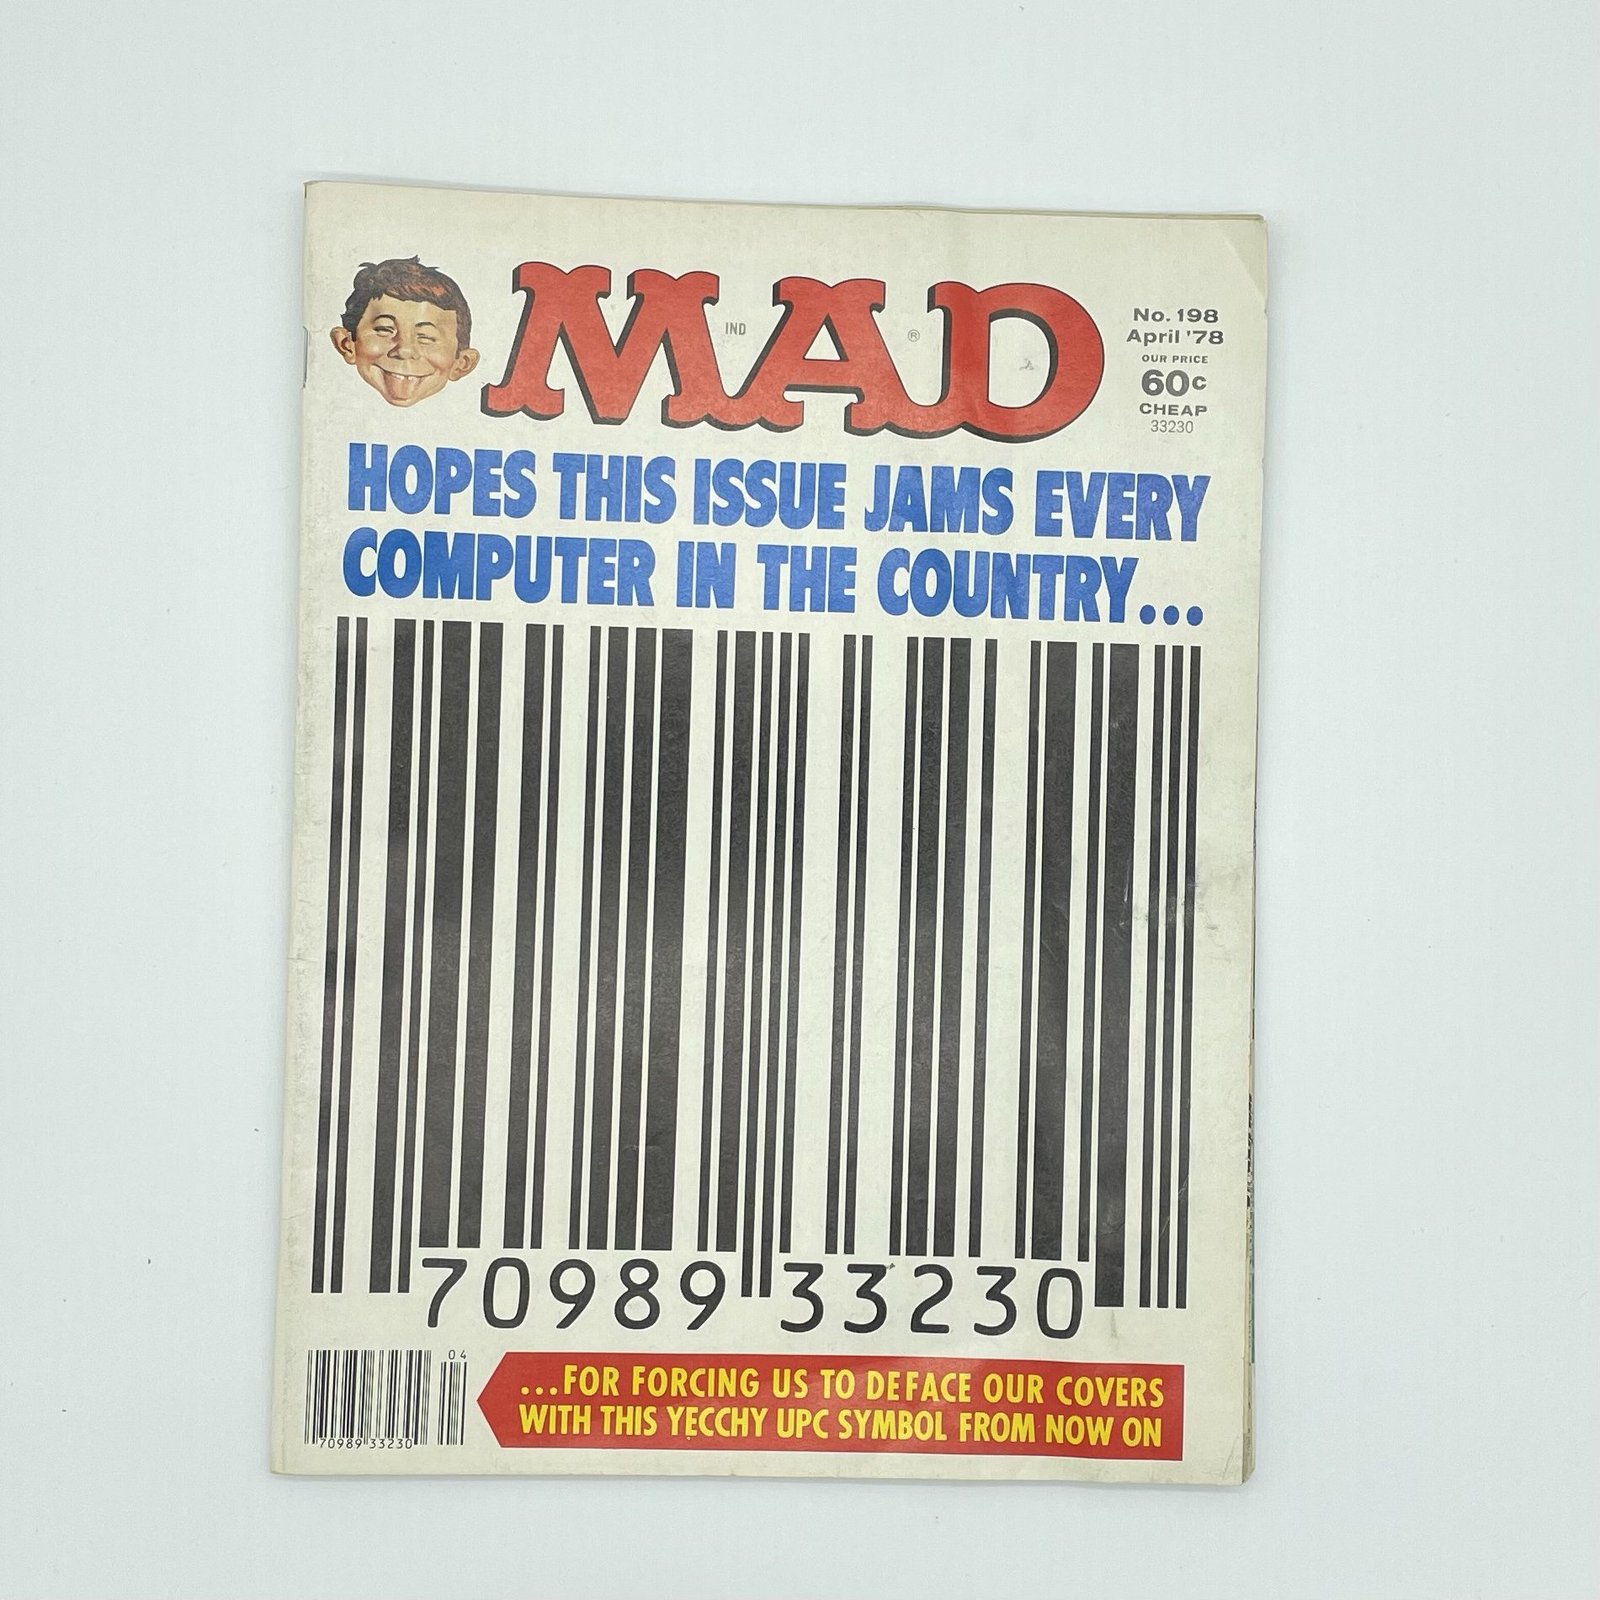 MAD
IND
®
No. 198
April '78
OUR PRICE
60c
CHEAP
33230
HOPES THIS ISSUE JAMS EVERY
COMPUTER IN THE COUNTRY...
70989 33230
04
70989 33230
...FOR FORCING US TO DEFACE OUR COVERS
WITH THIS YECCHY UPC SYMBOL FROM NOW ON